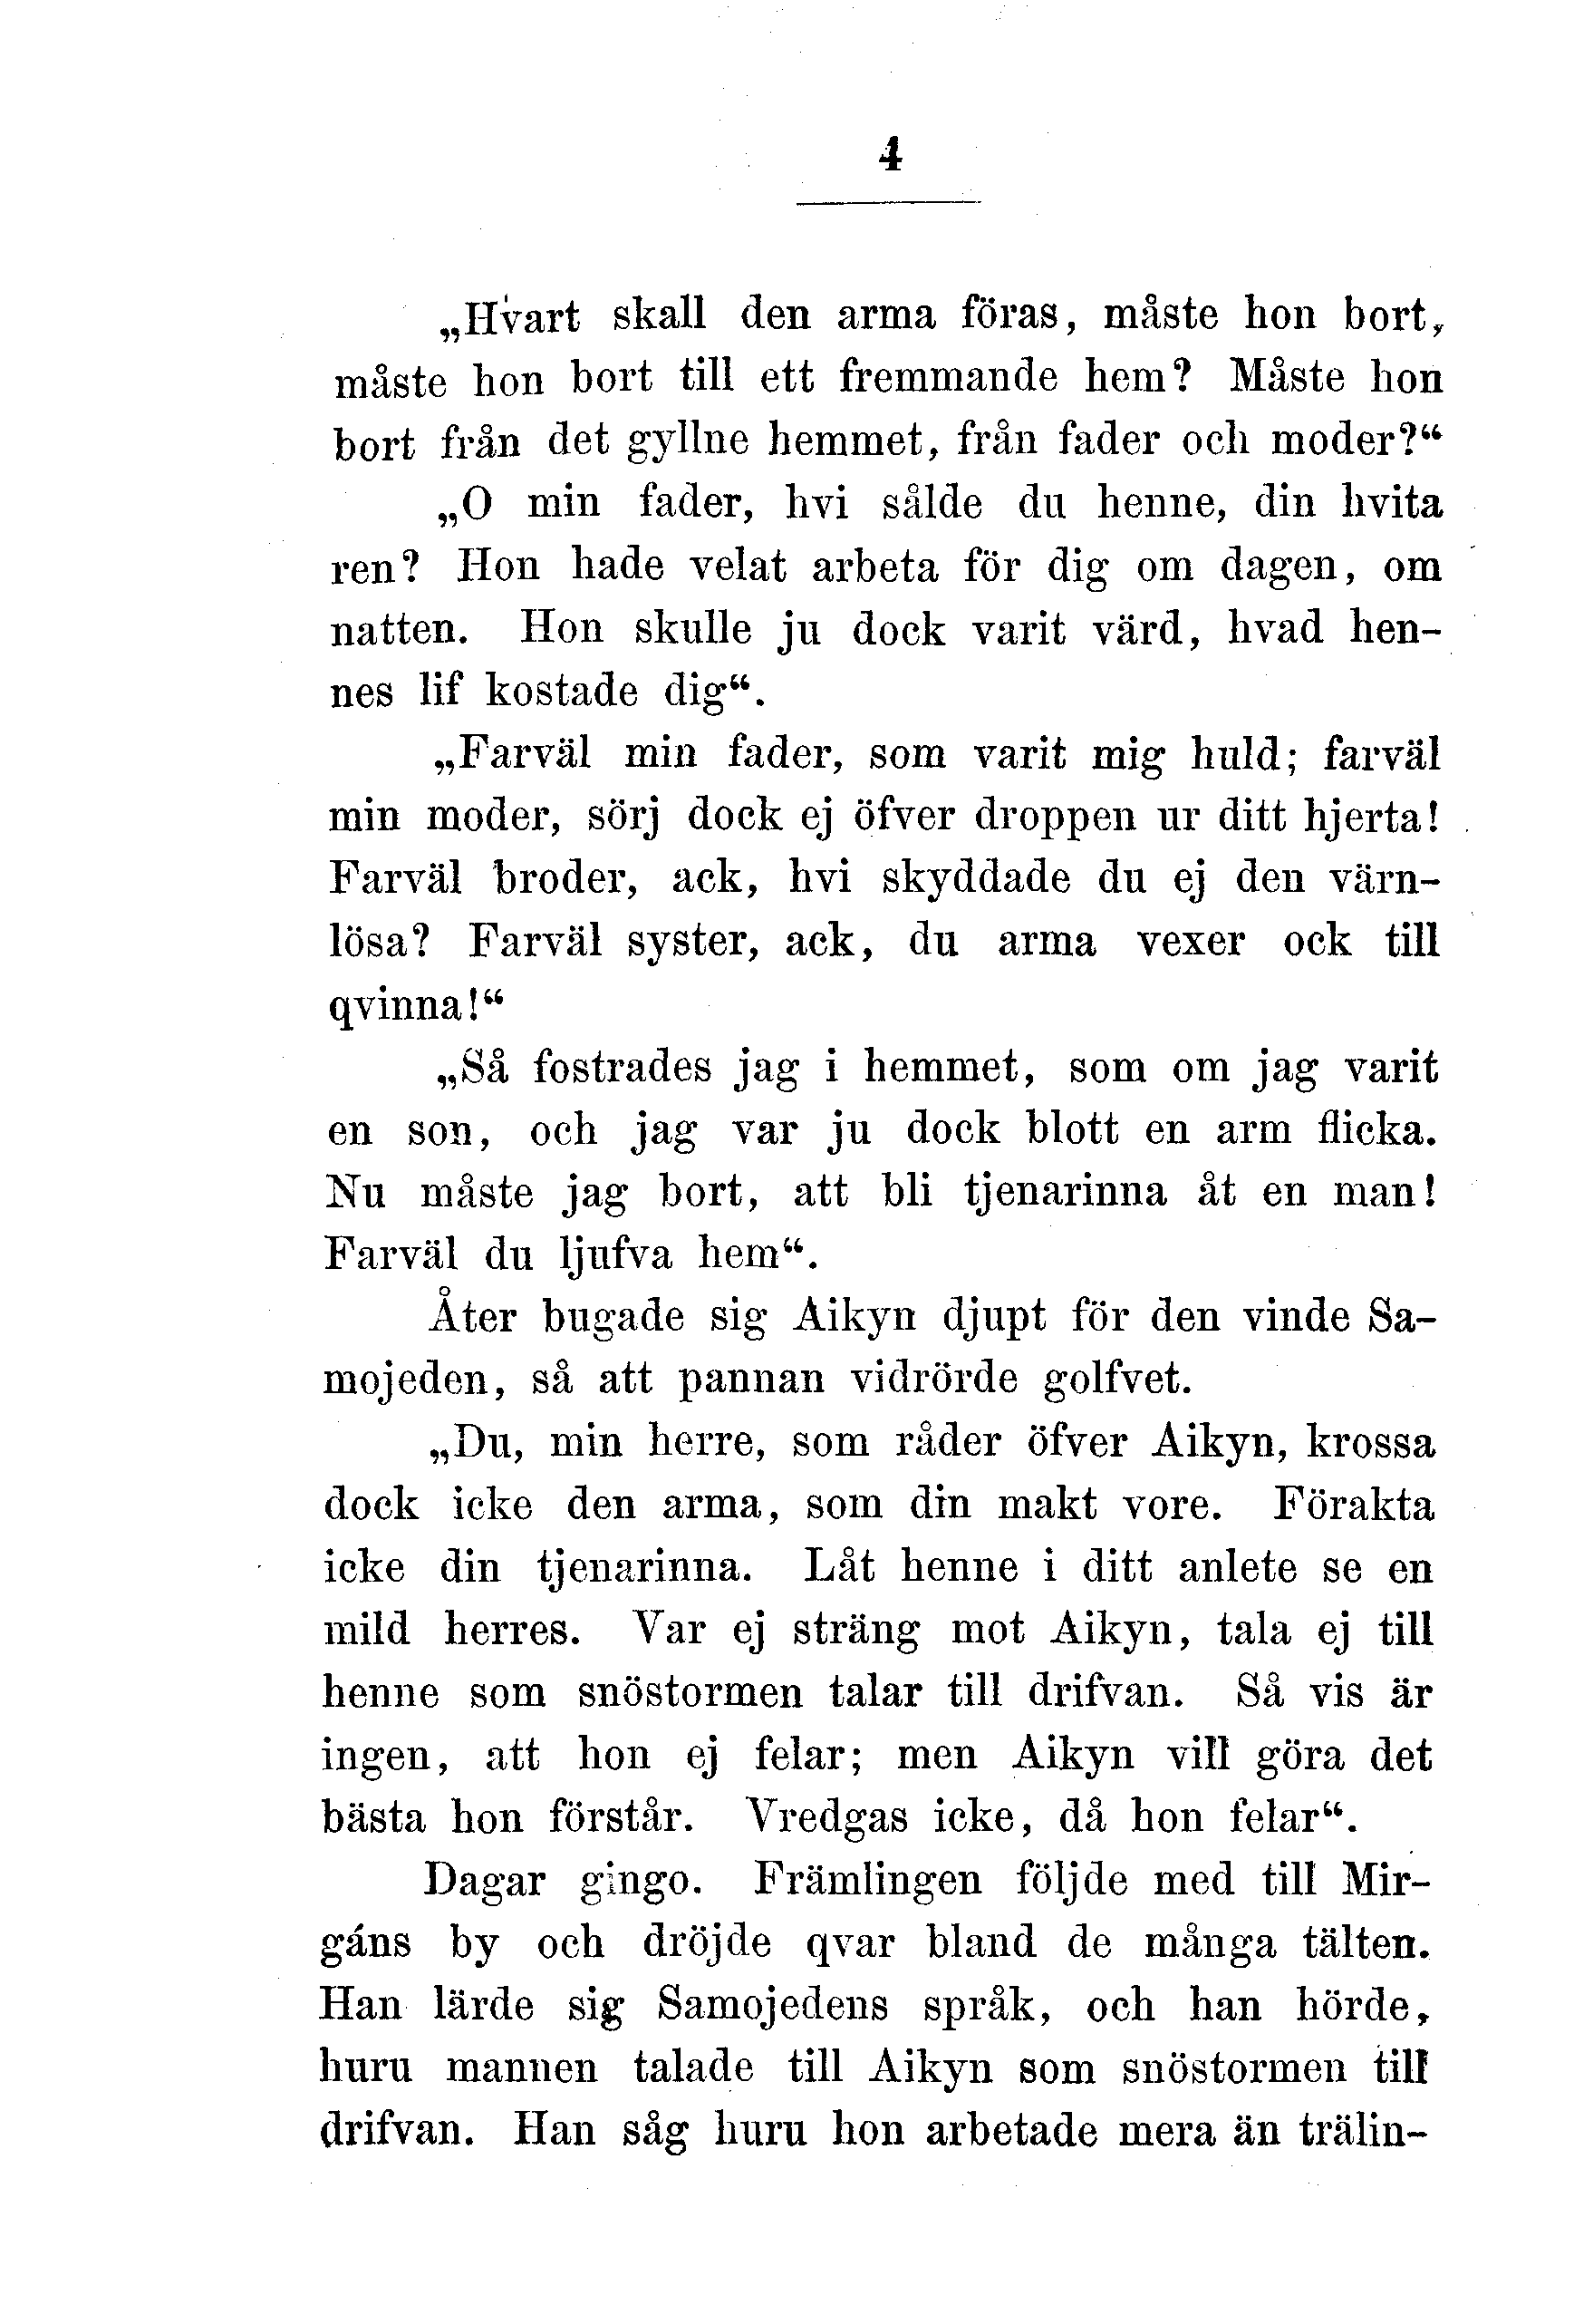 4
„Hvart skall den arma föras, måste hon bort,
måste hon bort till ett fremmande hem? Måste hon
bort från det gyllne hemmet, från fader och moder?“
„O min fader, hvi sålde du henne, din hvita
ren? Hon hade velat arbeta för dig om dagen, om
natten. Hon skulle ju dock varit värd, hvad hen-
nes lif kostade dig“.
„Farväl min fader, som varit mig huld; farväl
min moder, sörj dock ej öfver droppen ur ditt hjerta!
Farväl broder, ack, hvi skyddade du ej den värn-
lösa? Farväl syster, ack, du arma vexer ock till
qvinna!“
„Så fostrades jag i hemmet, som om jag varit
en son, och jag var ju dock blott en arm flicka.
Nu måste jag bort, att bli tjenarinna åt en man!
Farväl du ljufva hem“.
Åter bugade sig Aikyn djupt för den vinde Sa-
mojeden, så att pannan vidrörde golfvet.
„Du, min herre, som råder öfver Aikyn, krossa
dock icke den arma, som din makt vore. Förakta
icke din tjenarinna. Låt henne i ditt anlete se en
mild herres. Var ej sträng mot Aikyn, tala ej till
henne som snöstormen talar till drifvan. Så vis är
ingen, att hon ej felar; men Aikyn vill göra det
bästa hon förstår. Vredgas icke, då hon felar“.
Dagar gingo. Främlingen följde med till Mir-
gáns by och dröjde qvar bland de många tälten.
Han lärde sig Samojedens språk, och han hörde,
huru mannen talade till Aikyn som snöstormen till
drifvan. Han såg huru hon arbetade mera än trälin-